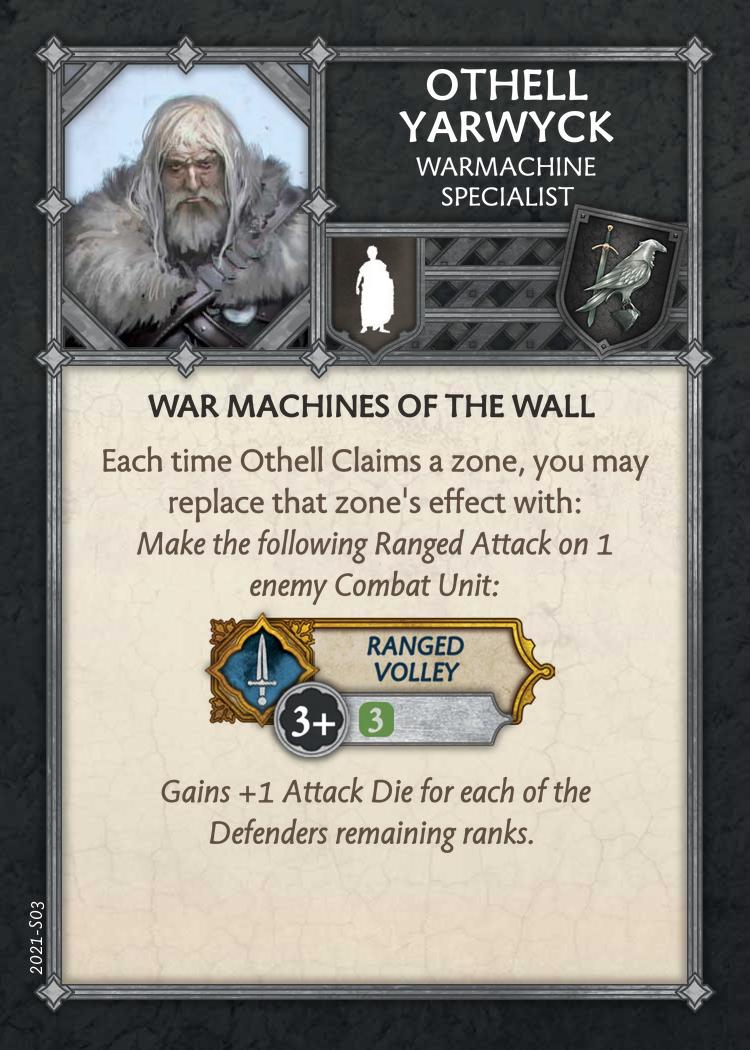 OTHELL
YARWYCK
WARMACHINE
SPECIALIST
WAR MACHINES OF THE WALL
Each time Othell Claims a zone, you may
replace that zone's effect with:
Make the following Ranged Attack on 1
enemy Combat Unit:
RANGED
VOLLEY
3+ 3
Gains +1 Attack Die for each of the
Defenders remaining ranks.
2021-S03